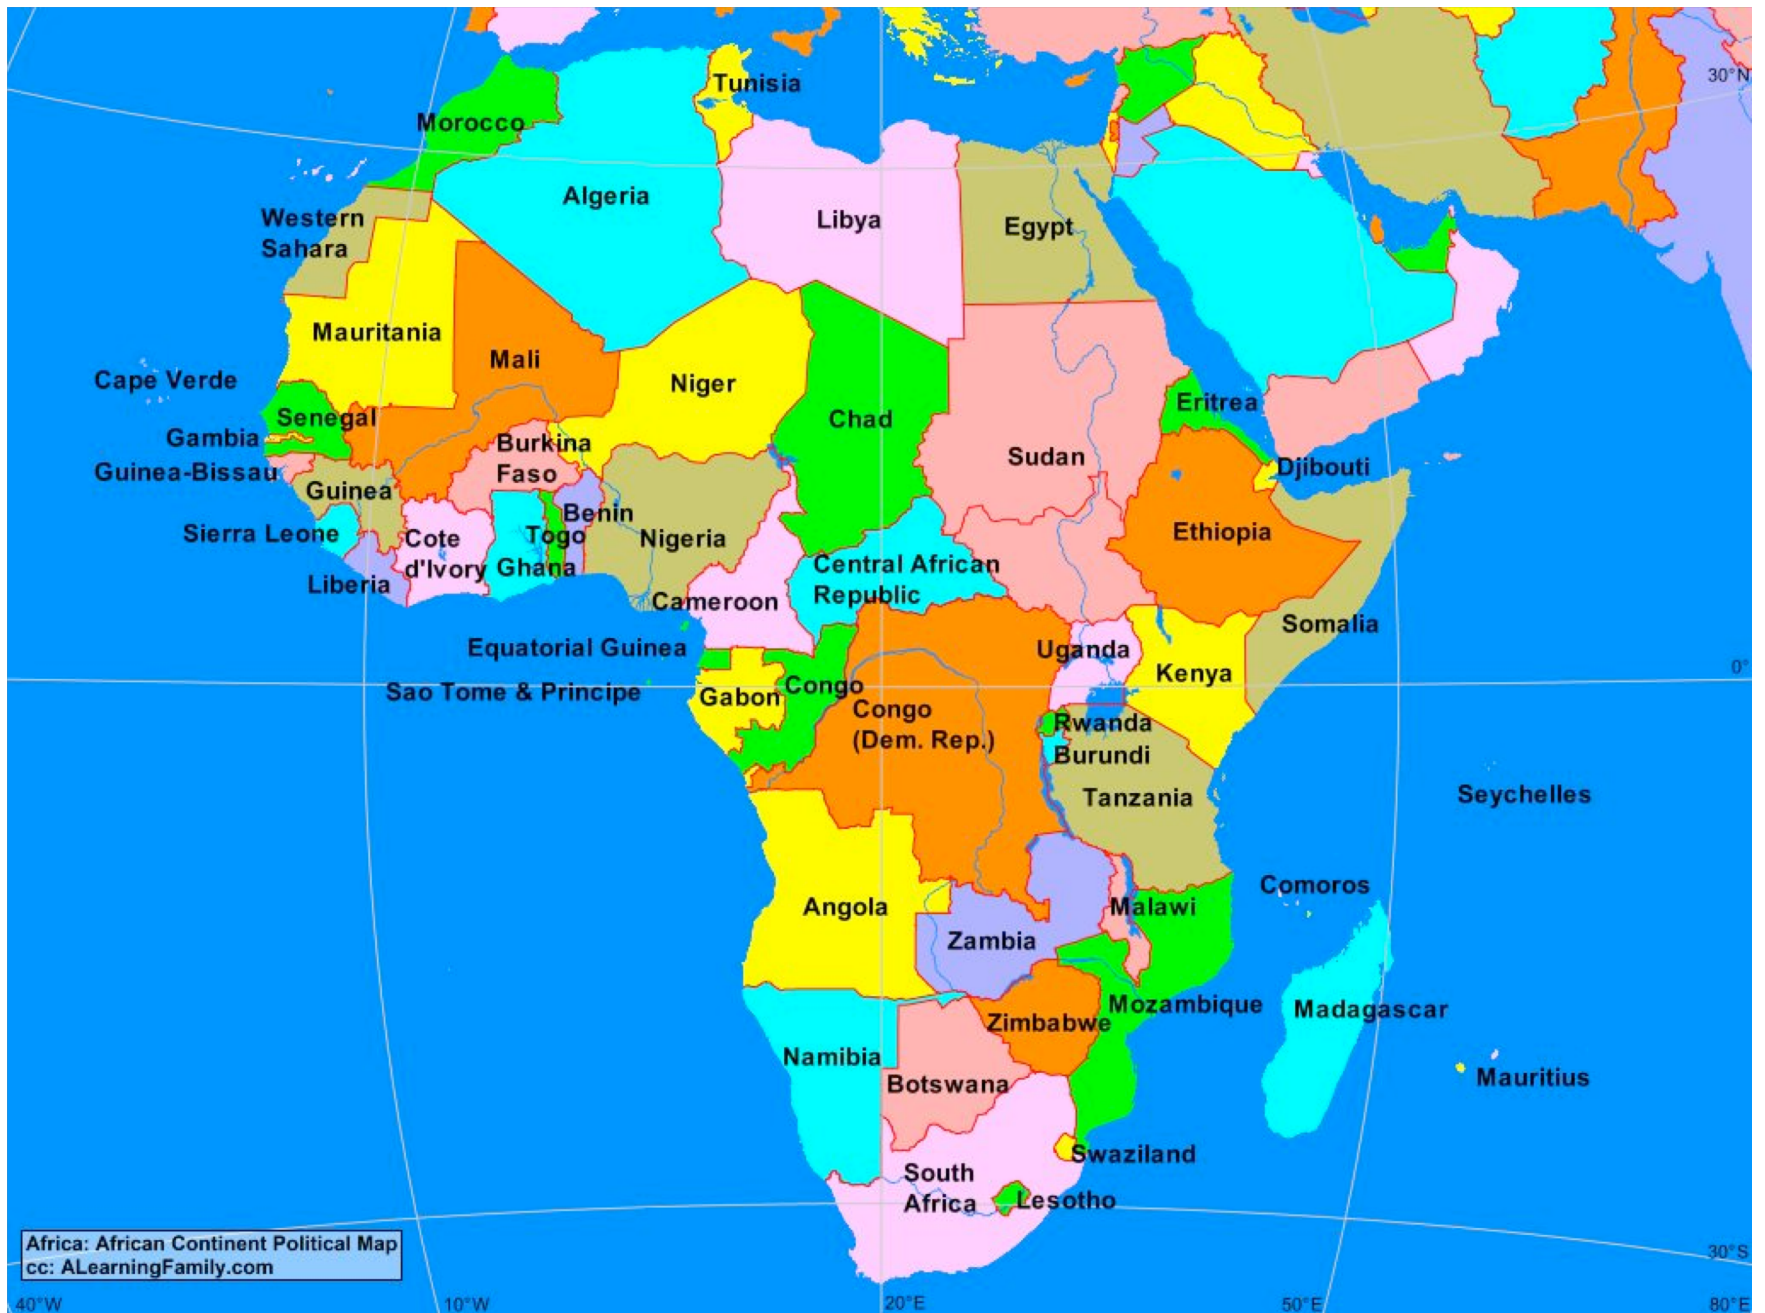 30°N
Tunisia
Morocco
Algeria
Western
Sahara
Libya
Egypt
Mauritania
Mali
Cape Verde
Niger
Chad
Eritrea
Senegal
Gambia
Burkina
Faso
Sudan
Djibouti
Guinea-Bissau
Guinea
Benin
Sierra Leone
Cote
d'Ivory
Togo
Ghana
Nigeria
Ethiopia
Liberia
Central African
Republic
Cameroon
Somalia
Equatorial Guinea
Uganda
Kenya
0°
Sao Tome & Principe
Gabon
Congo
Congo
(Dem. Rep.)
Rwanda
Burundi
Tanzania
Seychelles
Comoros
Angola
Malawi
Zambia
Mozambique
Madagascar
Zimbabwe
Namibia
Botswana
Mauritius
Swaziland
South
Africa
Lesotho
Africa: African Continent Political Map
cc: ALearningFamily.com
30°S
40°W
10°W
20°E
50°E
80°E